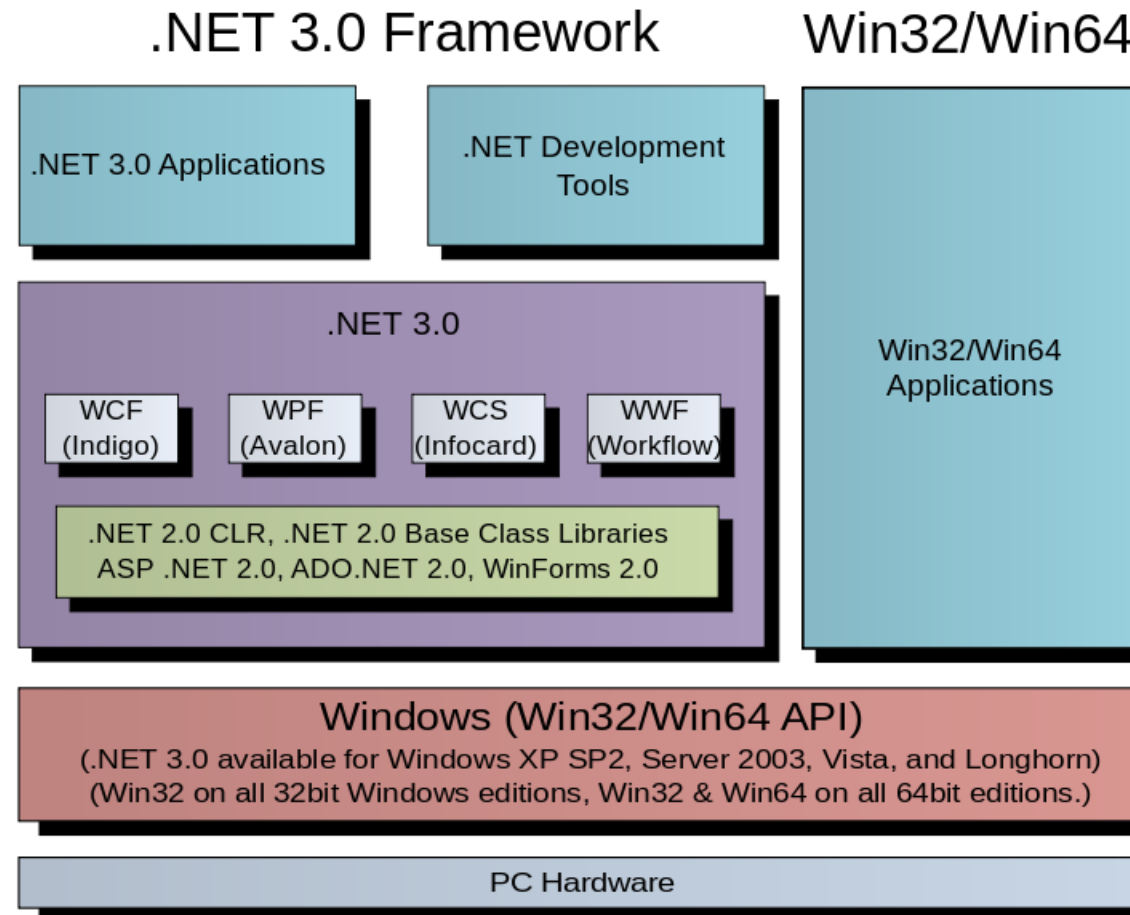 .NET 3.0 Framework
Win32/Win64
.NET 3.0 Applications
.NET Development
Tools
Win32/Win64
Applications
.NET 3.0
WCF
(Indigo)
WPF
(Avalon)
WCS
(Infocard)
WWF
(Workflow)
.NET 2.0 CLR, .NET 2.0 Base Class Libraries
ASP .NET 2.0, ADO.NET 2.0, WinForms 2.0
Windows (Win32/Win64 API)
(.NET 3.0 available for Windows XP SP2, Server 2003, Vista, and Longhorn)
(Win32 on all 32bit Windows editions, Win32 & Win64 on all 64bit editions.)
PC Hardware